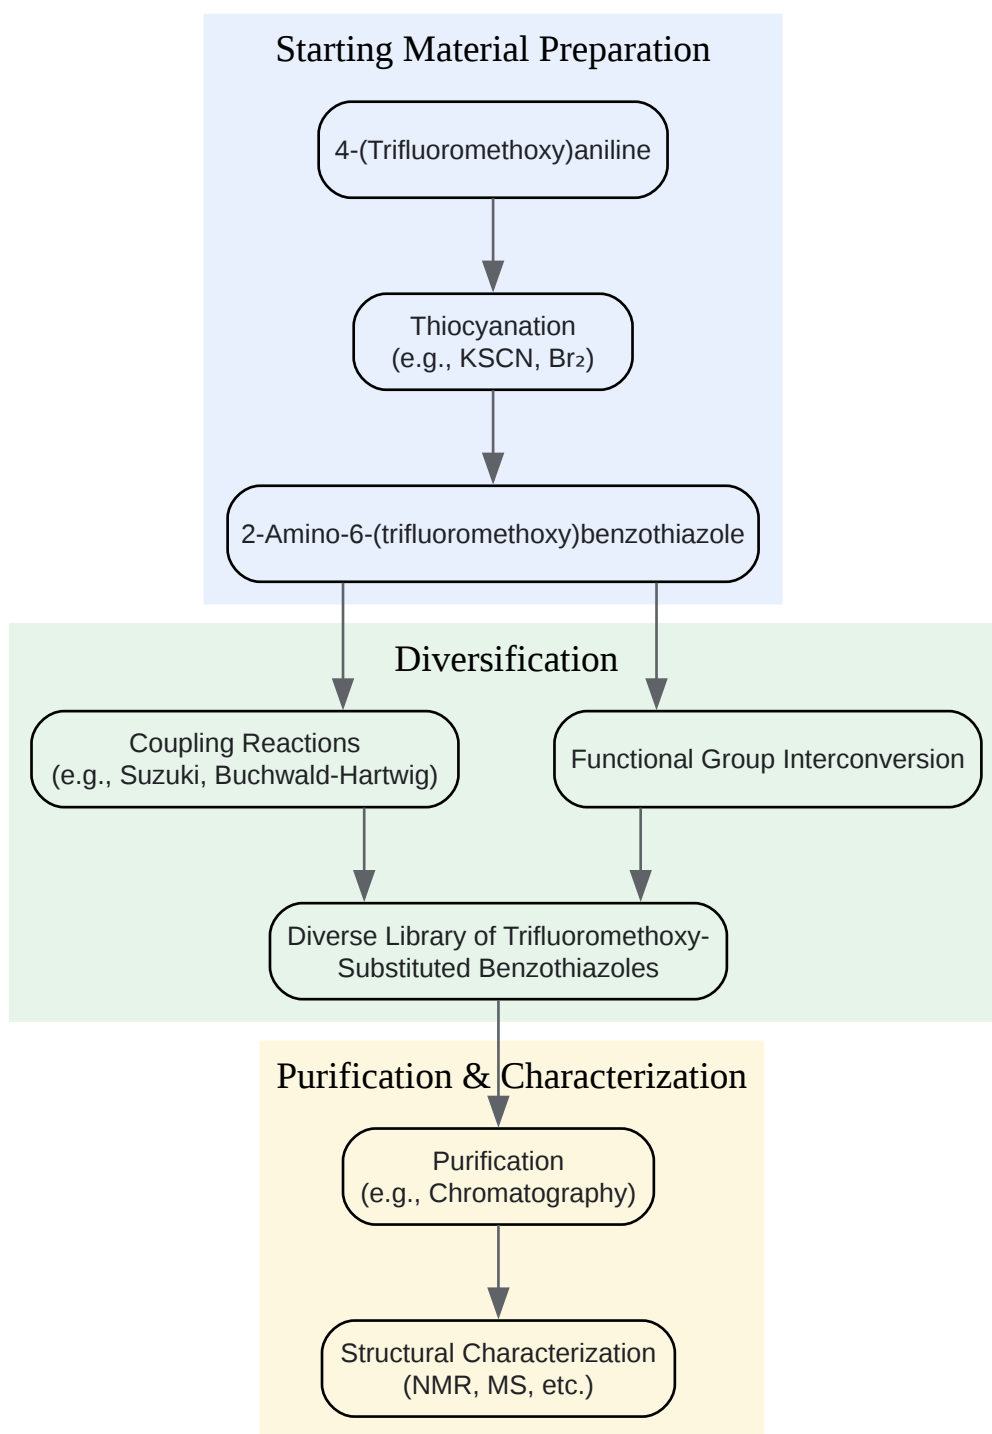 Starting Material Preparation
4-(Trifluoromethoxy)aniline
Thiocyanation
(e.g., KSCN, Br₂)
2-Amino-6-(trifluoromethoxy)benzothiazole
Diversification
Coupling Reactions
(e.g., Suzuki, Buchwald-Hartwig)
Functional Group Interconversion
Diverse Library of Trifluoromethoxy-
Substituted Benzothiazoles
Purification & Characterization
Purification
(e.g., Chromatography)
Structural Characterization
(NMR, MS, etc.)